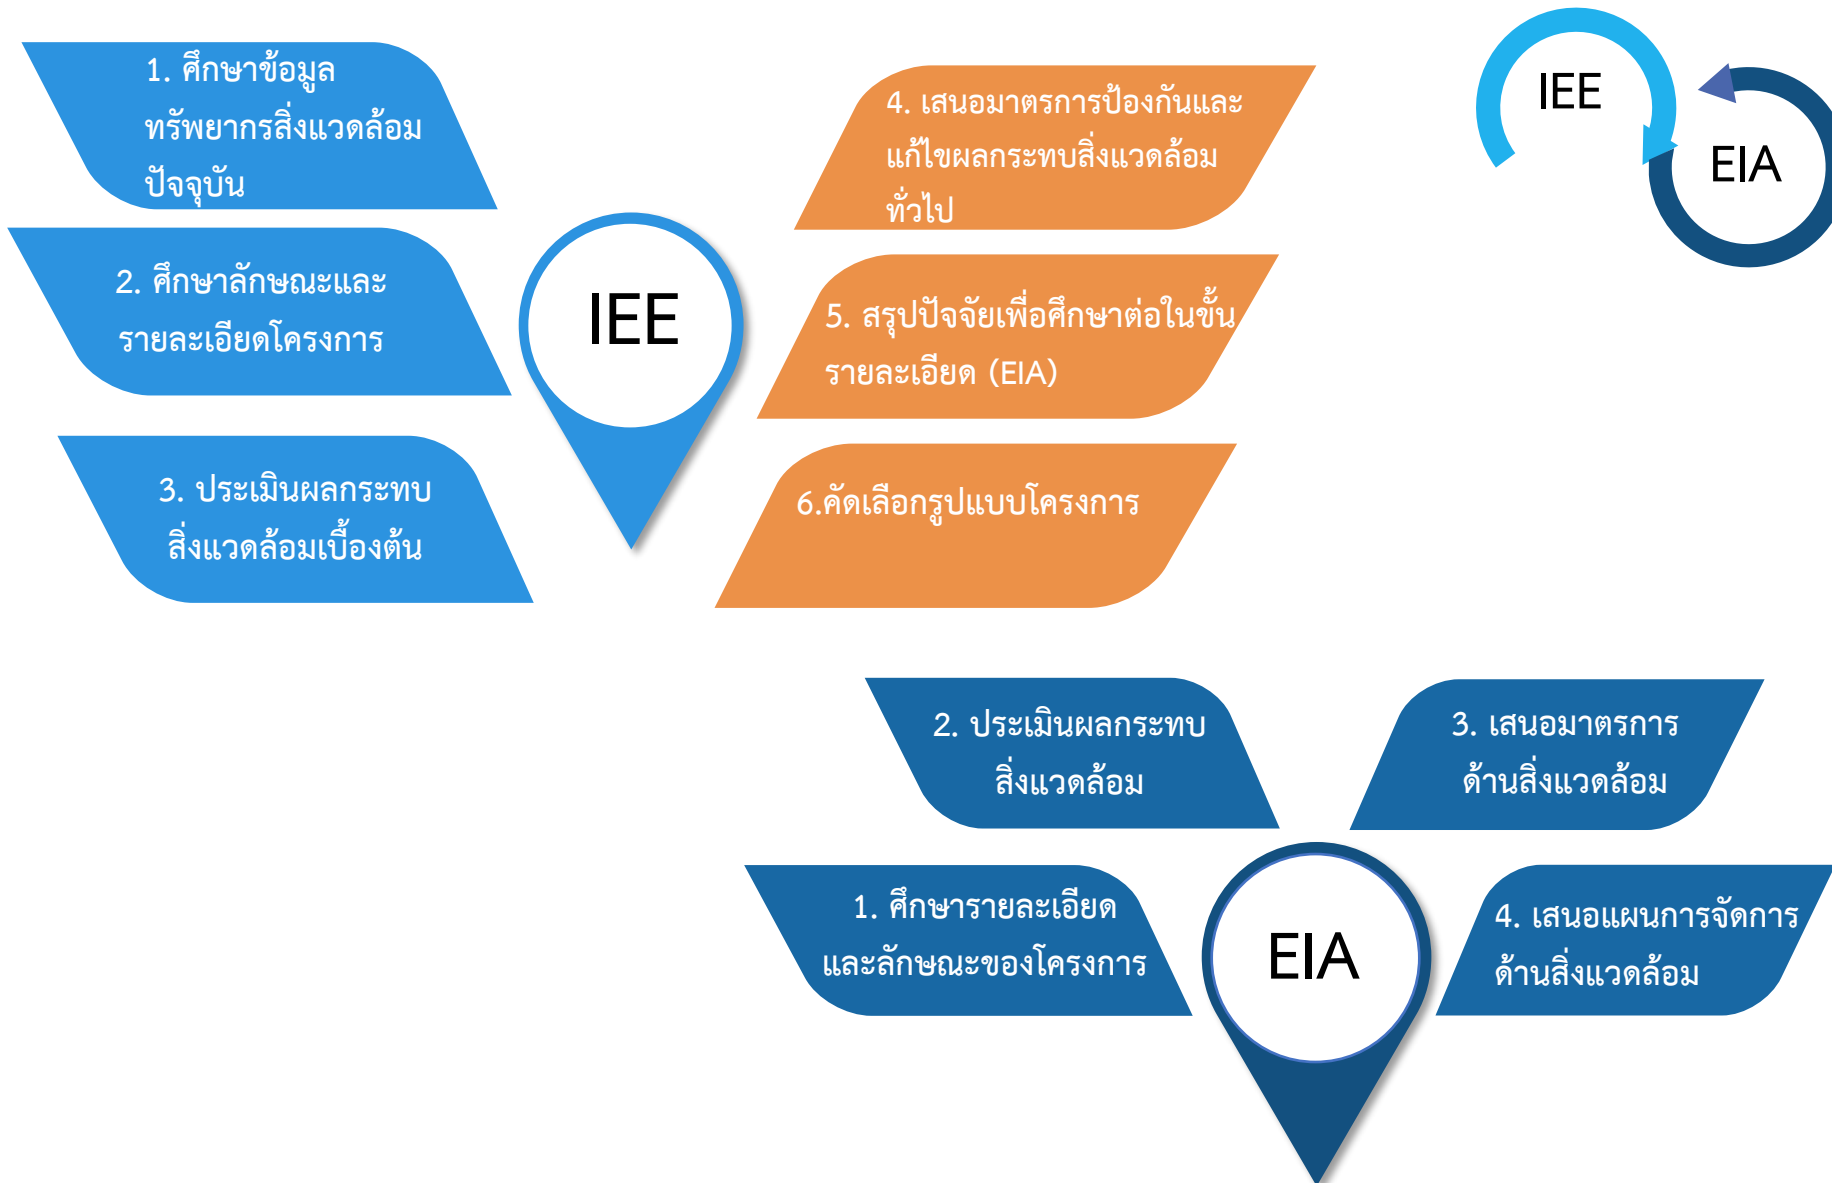 1. ศึกษาข้อมูล
ทรัพยากรสิ่งแวดล้อม
ปัจจุบัน
2. ศึกษาลักษณะและ
รายละเอียดโครงการ
3. ประเมินผลกระทบ
สิ่งแวดล้อมเบื้องต้น
IEE
4. เสนอมาตรการป้องกันและ
แก้ไขผลกระทบสิ่งแวดล้อม
ทั่วไป
5. สรุปปัจจัยเพื่อศึกษาต่อในขั้น
รายละเอียด (EIA)
6.คัดเลือกรูปแบบโครงการ
IEE
EIA
2. ประเมินผลกระทบ
สิ่งแวดล้อม
3. เสนอมาตรการ
ด้านสิ่งแวดล้อม
1. ศึกษารายละเอียด
และลักษณะของโครงการ
EIA
4. เสนอแผนการจัดการ
ด้านสิ่งแวดล้อม